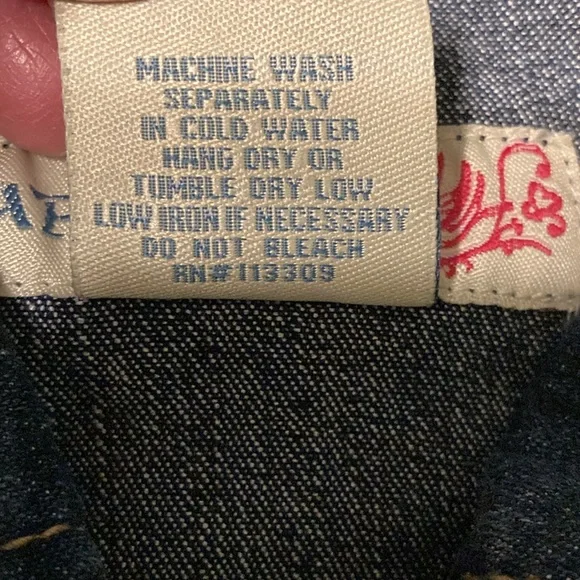 MACHINE WASH
SEPARATELY
IN COLD WATER
HANG DRY OR
TUMBLE DRY LOW
LOW IRON IF NECESSARY
DO NOT BLEACH
RN#113309